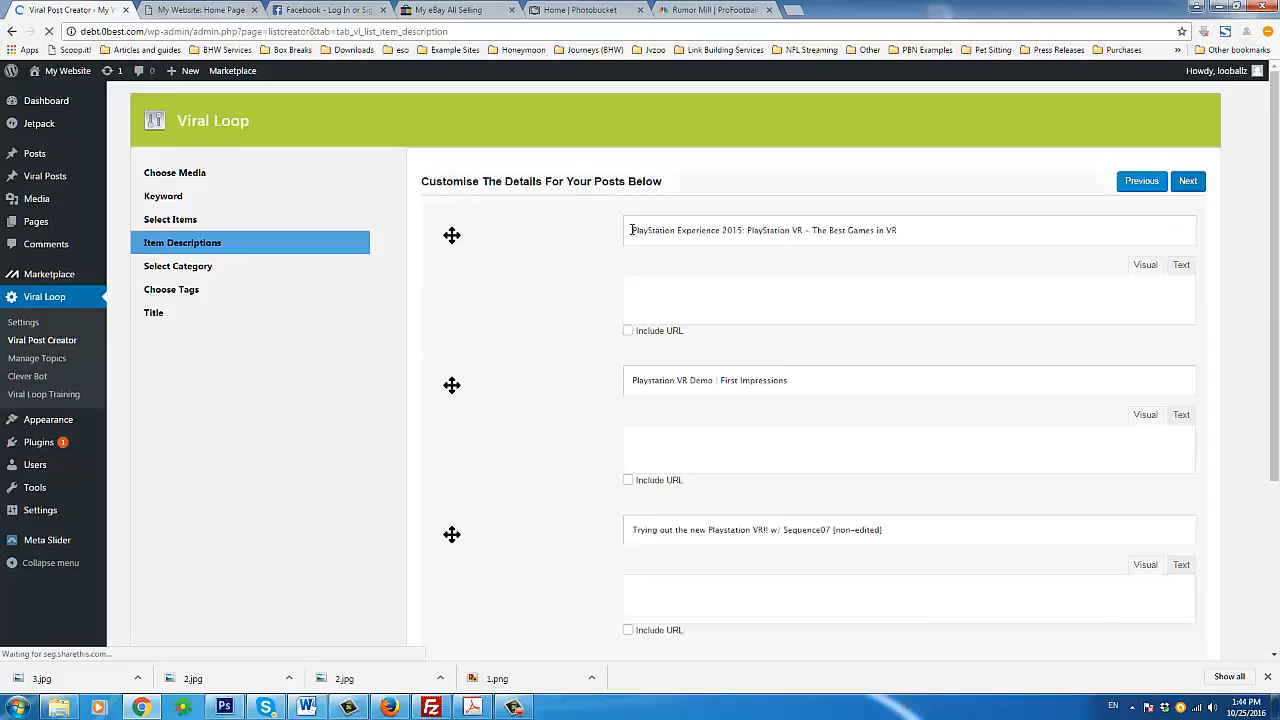 Viral Post Creator ‹ My W
My Website: Home Page
Facebook - Log In or Sig
My eBay All Selling
Home | Photobucket
Rumor Mill | ProFootball
debt.0best.com/wp-admin/admin.php?page=listcreator&tab=tab_vl_list_item_description
Apps
Scoop.it!
Articles and guides
BHW Services
Box Breaks
Downloads
eso
Example Sites
Honeymoon
Journeys (BHW)
Jvzoo
Link Building Services
NFL Streaming
Other
PBN Examples
Pet Sitting
Press Releases
Purchases
»
Other bookmarks
My Website
1
0
New
Marketplace
Howdy, looballz
Dashboard
Jetpack
Posts
Viral Posts
Media
Pages
Comments
Marketplace
Viral Loop
Settings
Viral Post Creator
Manage Topics
Clever Bot
Viral Loop Training
Appearance
Plugins 1
Users
Tools
Settings
Meta Slider
Collapse menu
Viral Loop
Choose Media
Keyword
Select Items
Item Descriptions
Select Category
Choose Tags
Title
Customise The Details For Your Posts Below
Previous
Next
PlayStation Experience 2015: PlayStation VR - The Best Games in VR
Visual Text
Include URL
Playstation VR Demo | First Impressions
Visual Text
Include URL
Trying out the new Playstation VR!! w/ Sequence07 [non-edited]
Visual Text
Include URL
Waiting for seg.sharethis.com...
3.jpg
2.jpg
2.jpg
1.png
Show all
EN
1:44 PM
10/25/2016